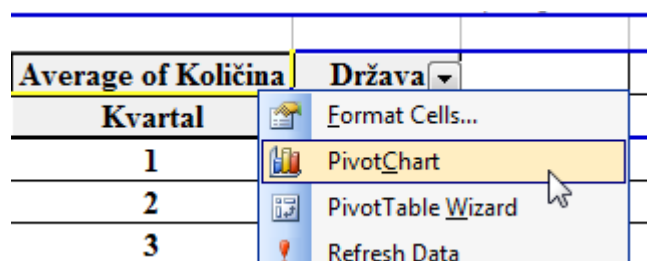 Average of Količina Država
Kvartal
Format Cells...
1
PivotChart
2
PivotTable Wizard
3
Refresh Data